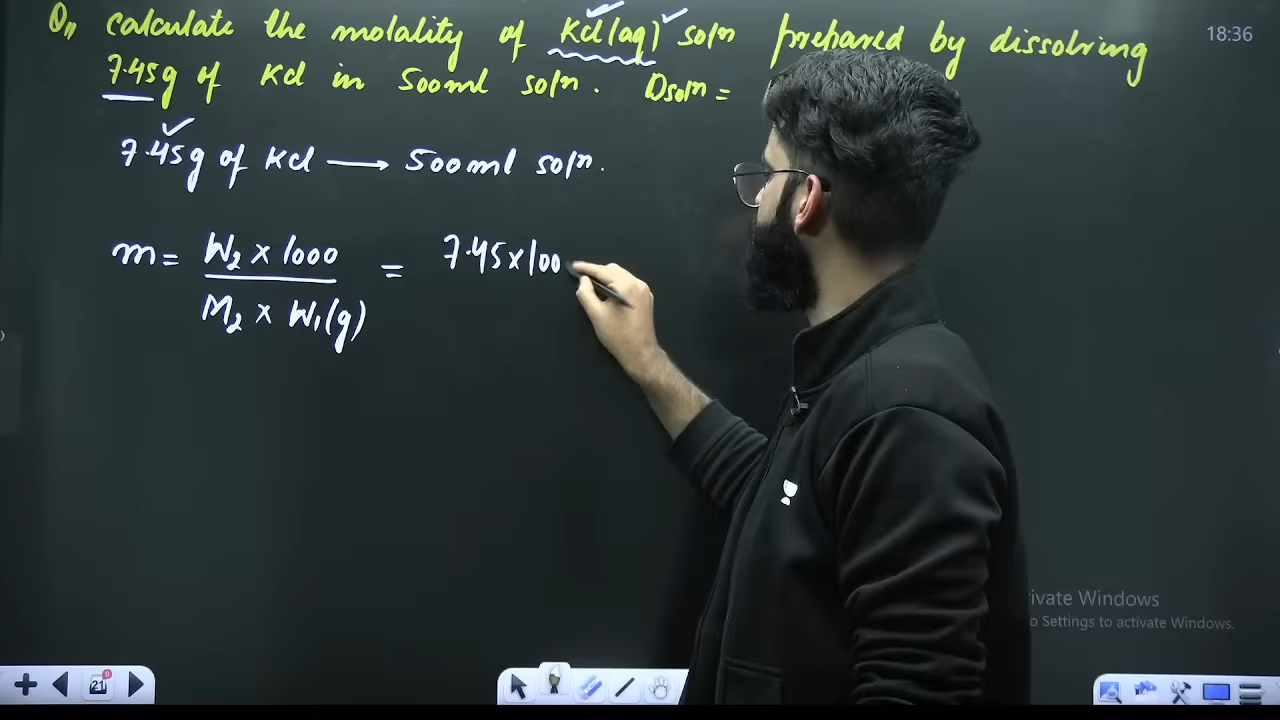 18:36
Q, calculate the molality of KCl(aq) soln prepared by dissolving
7.45g of KCl in 500ml soln. Dsoln =
7.45g of KCl → 500ml soln.
m = W₂ × 1000 / M₂ × W₁(g) = 7.45×100
Activate Windows
o Settings to activate Windows.
21
0